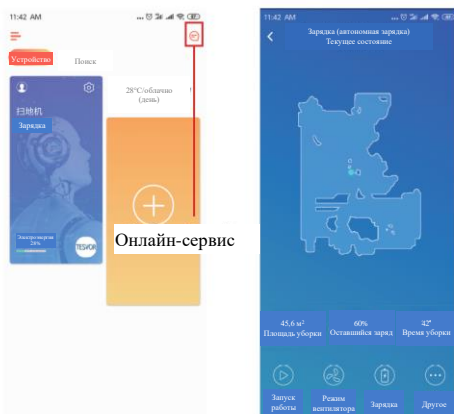 11:42 AM
Устройство
Поиск
28°C/облачно
(день)
扫地机
Зарядка
Электроэнергия
28%
TESVOR
Онлайн-сервис
11:42 AM
Зарядка (автономная зарядка)
Текущее состояние
45,6 м²
Площадь уборки
60%
Оставшийся заряд
42'
Время уборки
Запуск
работы
Режим
вентилятора
Зарядка
Другое